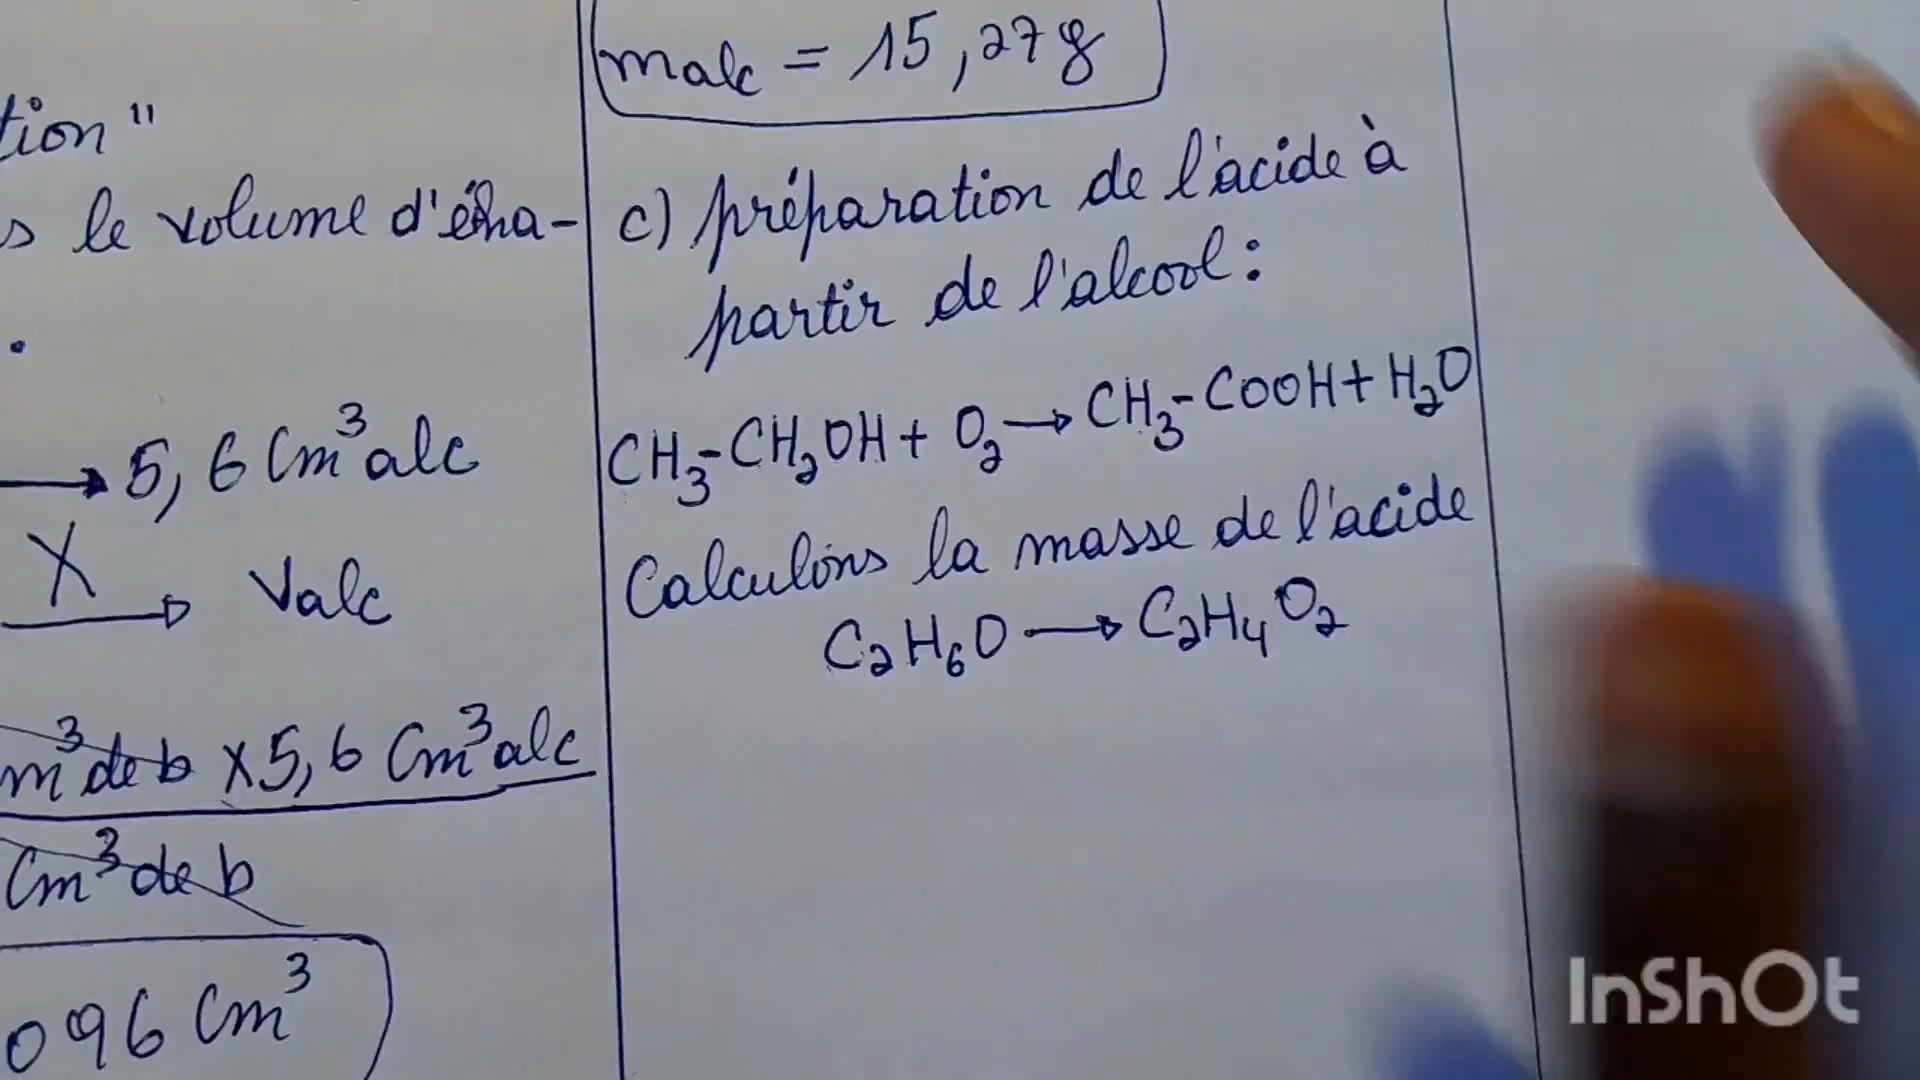 tion"
s le volume d'étha-
.
→ 5,6 Cm³ alc
X
→ Valc
m³ de b x 5,6 Cm³ alc
Cm³ de b
096 Cm³
malc = 15,27g
c) préparation de l'acide à
partir de l'alcool :
CH₃-CH₂OH + O₂ → CH₃-COOH + H₂O
Calculons la masse de l'acide
C₂H₆O → C₂H₄O₂
InShOt